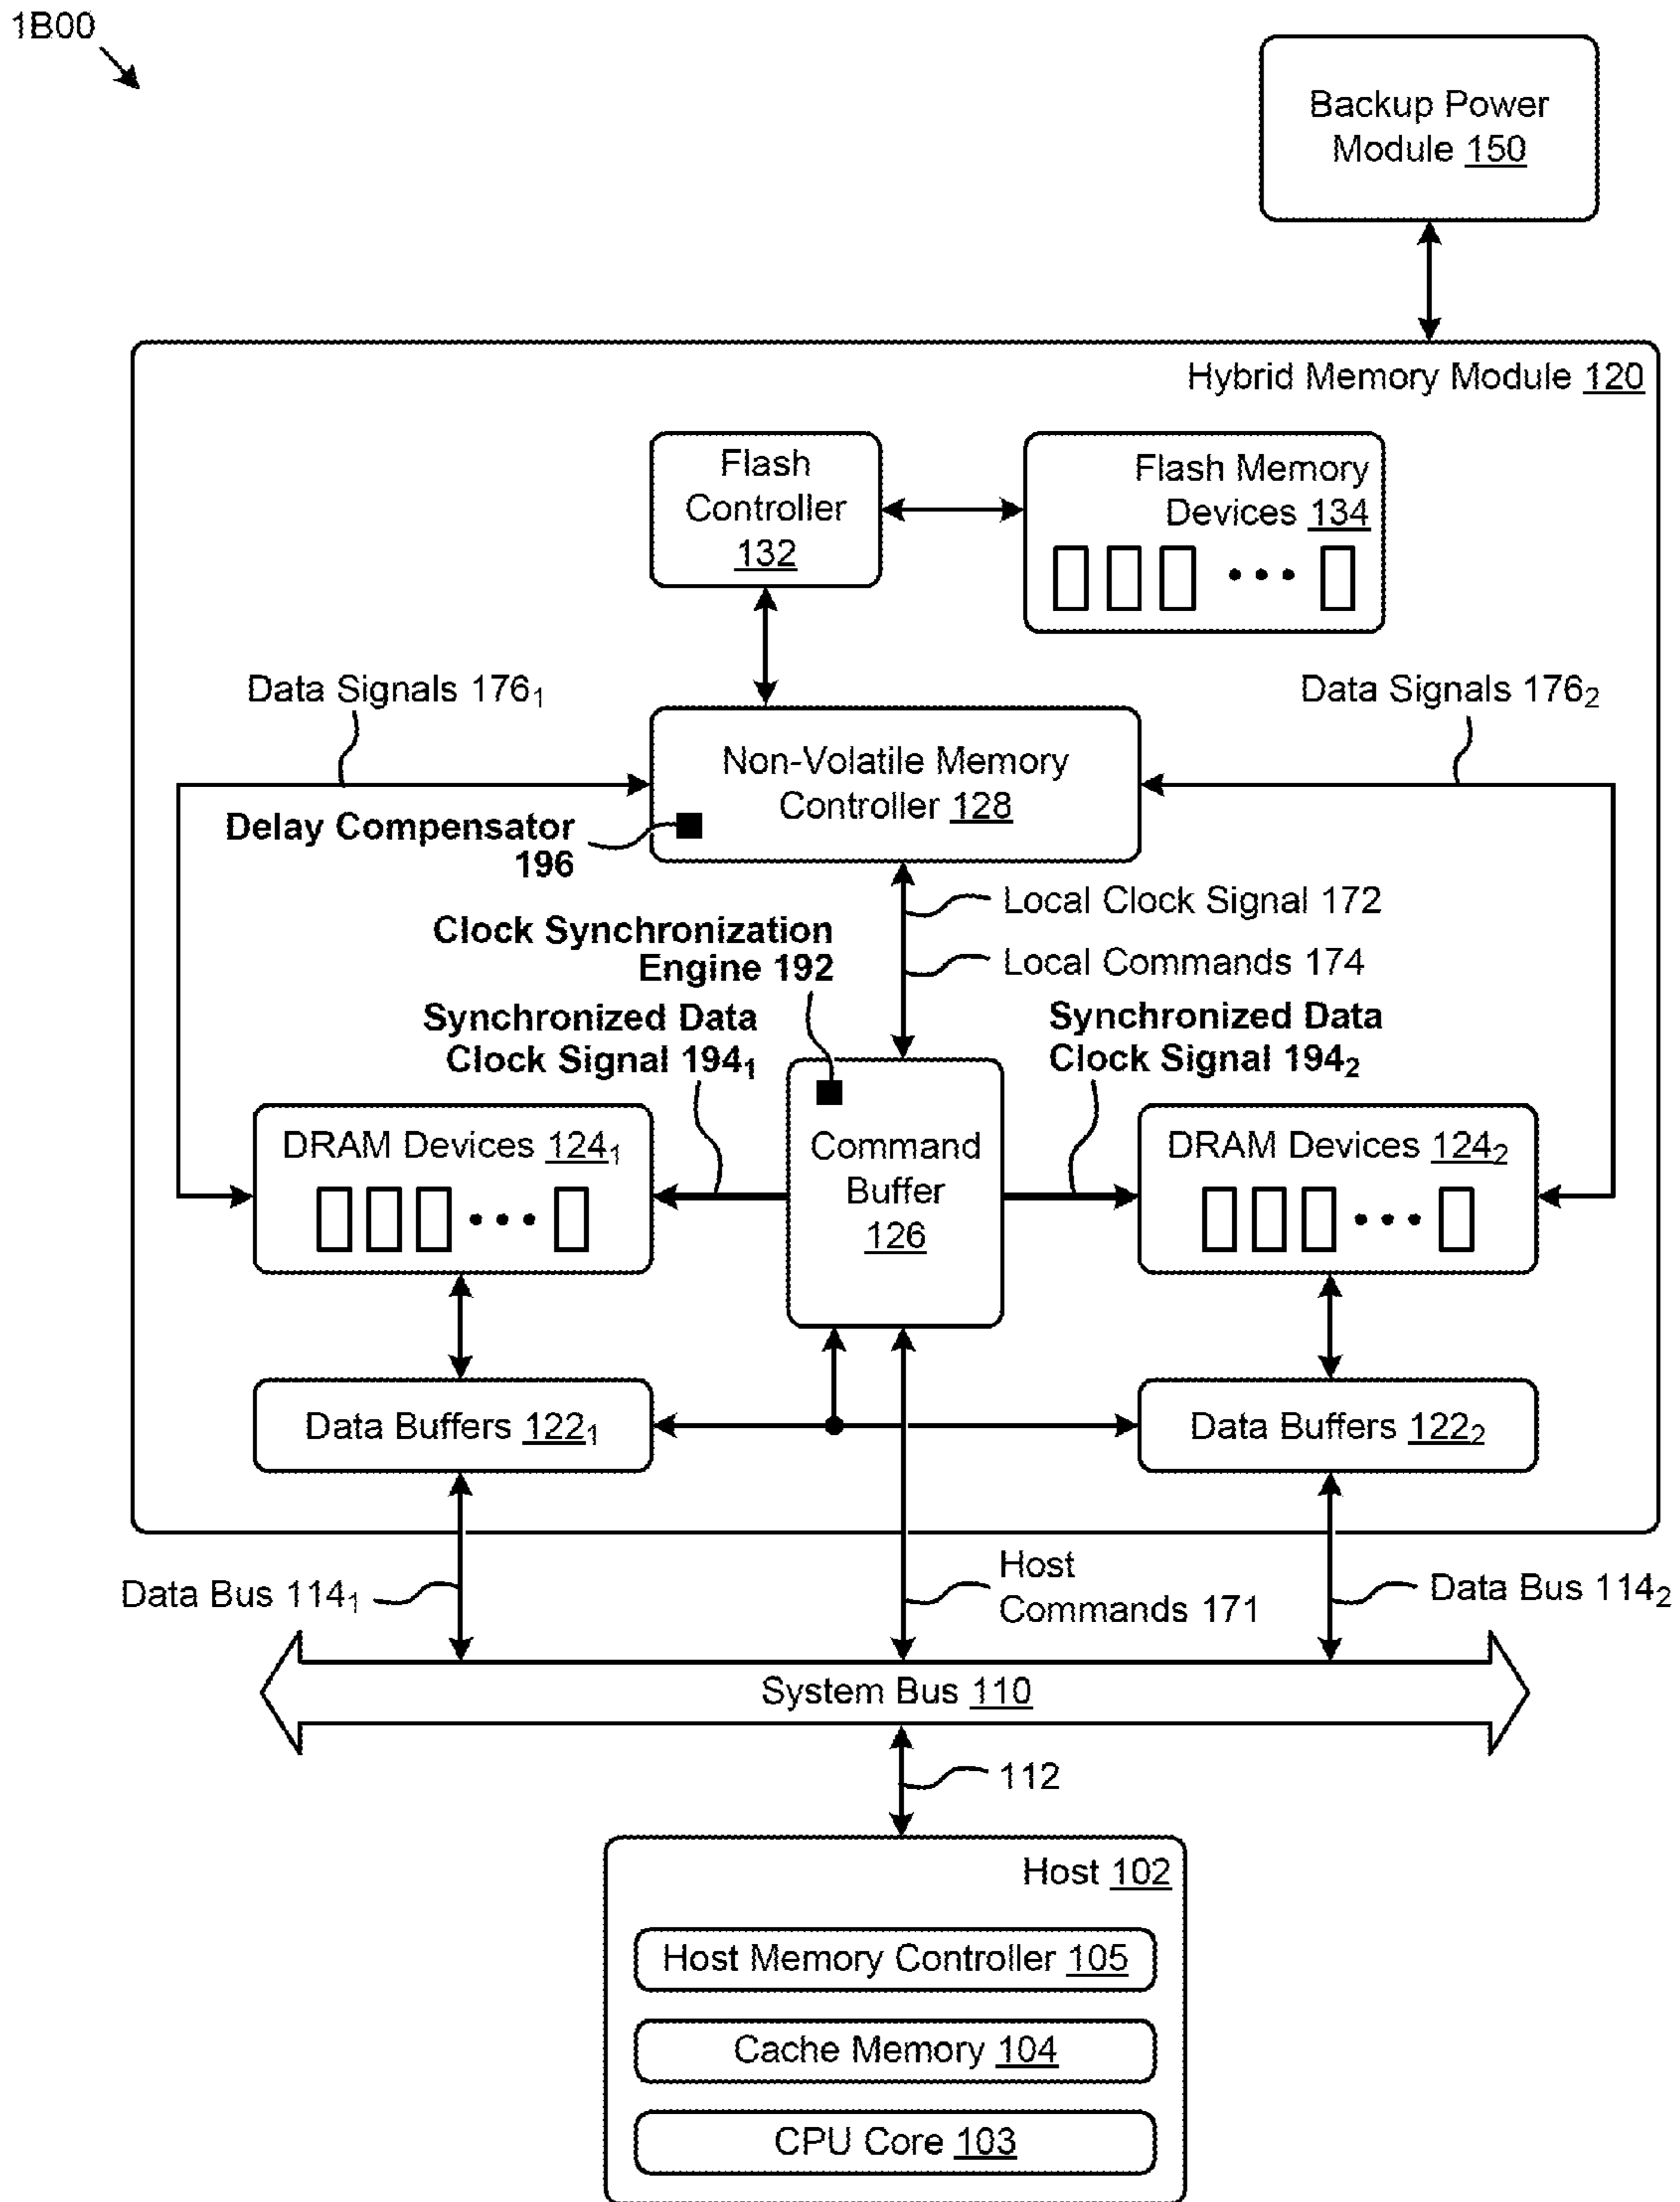 1B00
Backup Power
Module 150
Hybrid Memory Module 120
Flash
Controller
132
Flash Memory
Devices 134
Data Signals 176₁
Data Signals 176₂
Non-Volatile Memory
Controller 128
Delay Compensator
196
Local Clock Signal 172
Clock Synchronization
Engine 192
Local Commands 174
Synchronized Data
Clock Signal 194₁
Synchronized Data
Clock Signal 194₂
DRAM Devices 124₁
Command
Buffer
126
DRAM Devices 124₂
Data Buffers 122₁
Data Buffers 122₂
Data Bus 114₁
Host
Commands 171
Data Bus 114₂
System Bus 110
112
Host 102
Host Memory Controller 105
Cache Memory 104
CPU Core 103